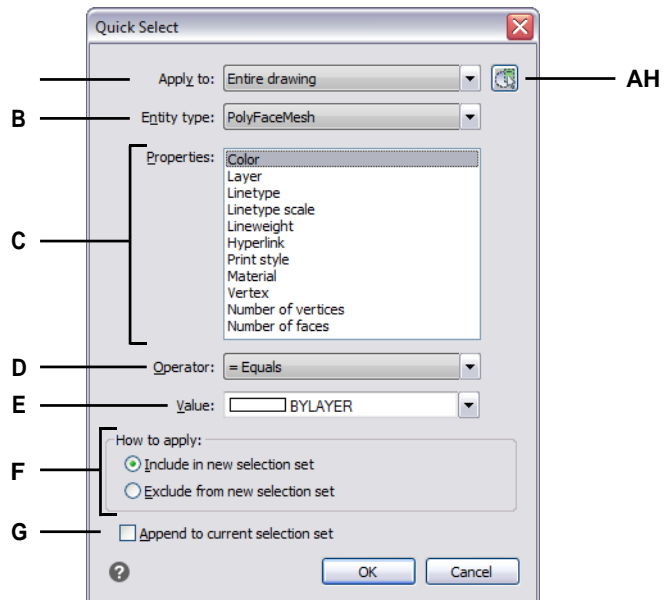 Quick Select
Apply to: Entire drawing AH
B Entity type: PolyFaceMesh
Properties: Color
Layer
Linetype
Linetype scale
Lineweight
C Hyperlink
Print style
Material
Vertex
Number of vertices
Number of faces
D Operator: = Equals
E Value: BYLAYER
How to apply:
F Include in new selection set
Exclude from new selection set
G Append to current selection set
? OK Cancel